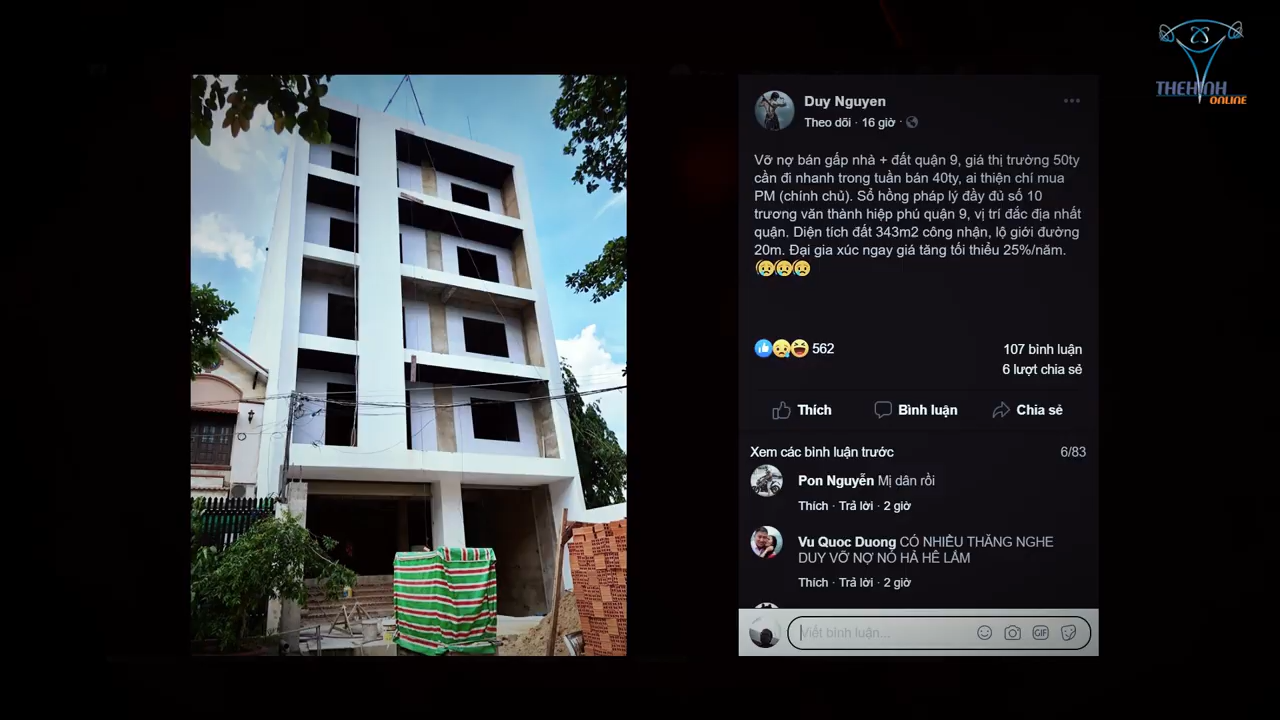 THEHINH
ONLINE
Duy Nguyen
Theo dõi · 16 giờ ·
Vỡ nợ bán gấp nhà + đất quận 9, giá thị trường 50ty
cần đi nhanh trong tuần bán 40ty, ai thiện chí mua
PM (chính chủ). Sổ hồng pháp lý đầy đủ số 10
trương văn thành hiệp phú quận 9, vị trí đắc địa nhất
quận. Diện tích đất 343m2 công nhận, lộ giới đường
20m. Đại gia xúc ngay giá tăng tối thiểu 25%/năm.
562
107 bình luận
6 lượt chia sẻ
Thích
Bình luận
Chia sẻ
Xem các bình luận trước
6/83
Pon Nguyễn Mị dân rồi
Thích · Trả lời · 2 giờ
Vu Quoc Duong CÓ NHIỀU THẰNG NGHE
DUY VỠ NỢ NÓ HẢ HÊ LẮM
Thích · Trả lời · 2 giờ
Viết bình luận...
GIF